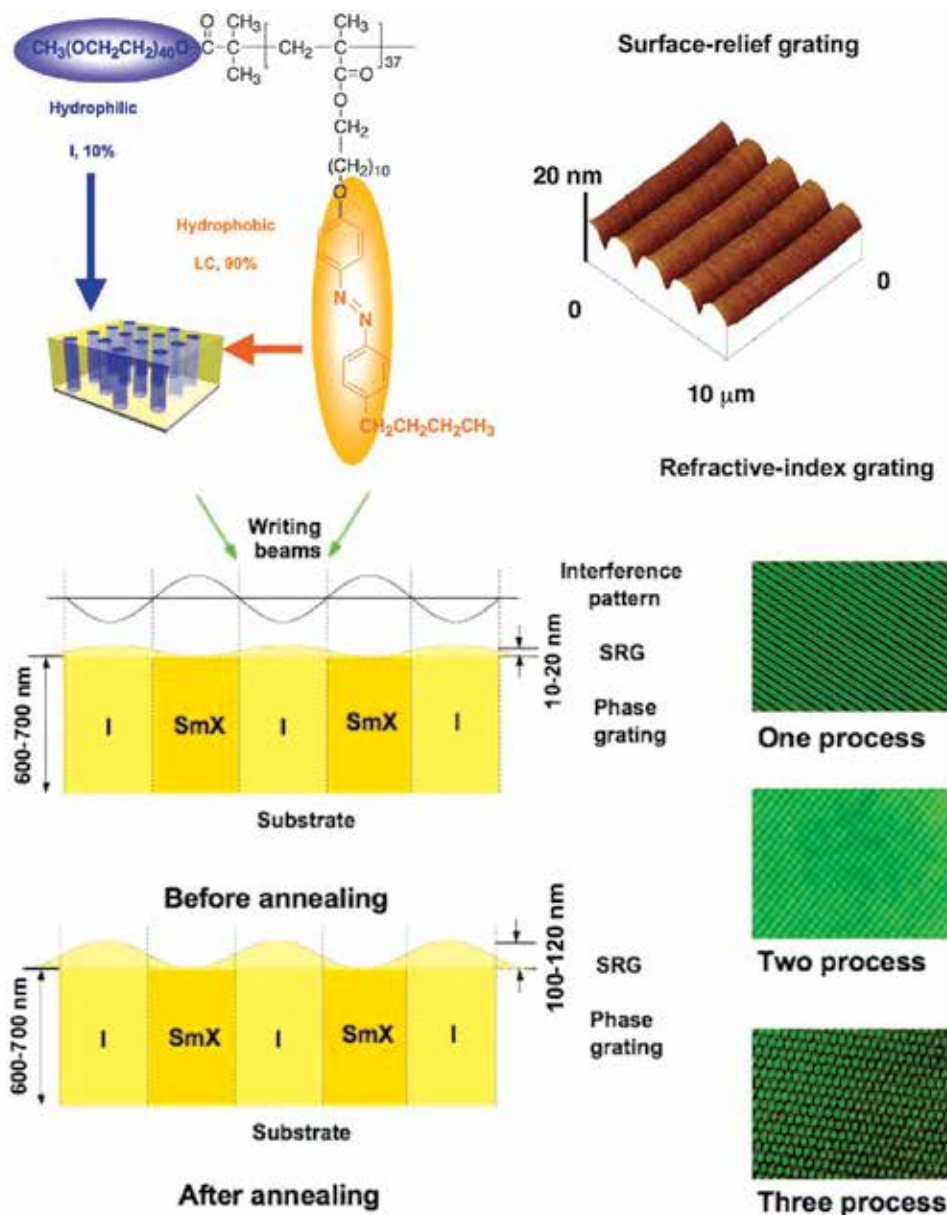 CH₃(OCH₂CH₂)₄₀O
O
C
CH₃
C
CH₃
CH₂
CH₃
C
37
C=O
O
CH₂
(CH₂)₁₀
O
N
N
CH₂CH₂CH₂CH₃
Hydrophilic
I, 10%
Hydrophobic
LC, 90%
Surface-relief grating
20 nm
0
0
10 μm
Refractive-index grating
Writing
beams
Interference
pattern
SRG
10-20 nm
Phase
grating
600-700 nm
I
SmX
I
SmX
I
Substrate
Before annealing
One process
Two process
100-120 nm
SRG
Phase
grating
600-700 nm
I
SmX
I
SmX
I
Substrate
After annealing
Three process